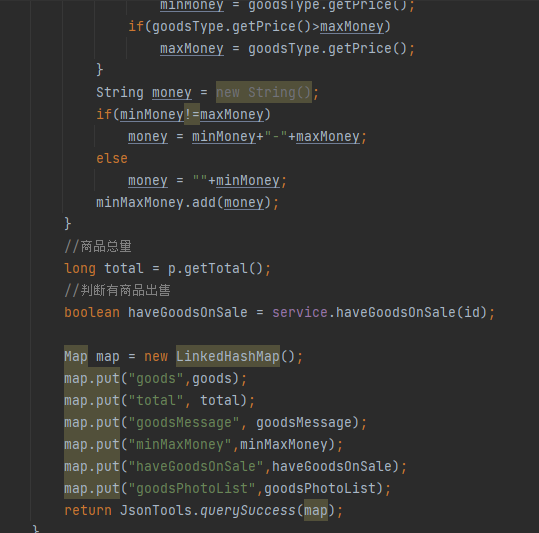 minMoney = goodsType.getPrice();
if(goodsType.getPrice()>maxMoney)
maxMoney = goodsType.getPrice();
}
String money = new String();
if(minMoney!=maxMoney)
money = minMoney+"-"+maxMoney;
else
money = ""+minMoney;
minMaxMoney.add(money);
}
//商品总量
long total = p.getTotal();
//判断有商品出售
boolean haveGoodsOnSale = service.haveGoodsOnSale(id);
Map map = new LinkedHashMap();
map.put("goods",goods);
map.put("total", total);
map.put("goodsMessage", goodsMessage);
map.put("minMaxMoney",minMaxMoney);
map.put("haveGoodsOnSale",haveGoodsOnSale);
map.put("goodsPhotoList",goodsPhotoList);
return JsonTools.querySuccess(map);
}